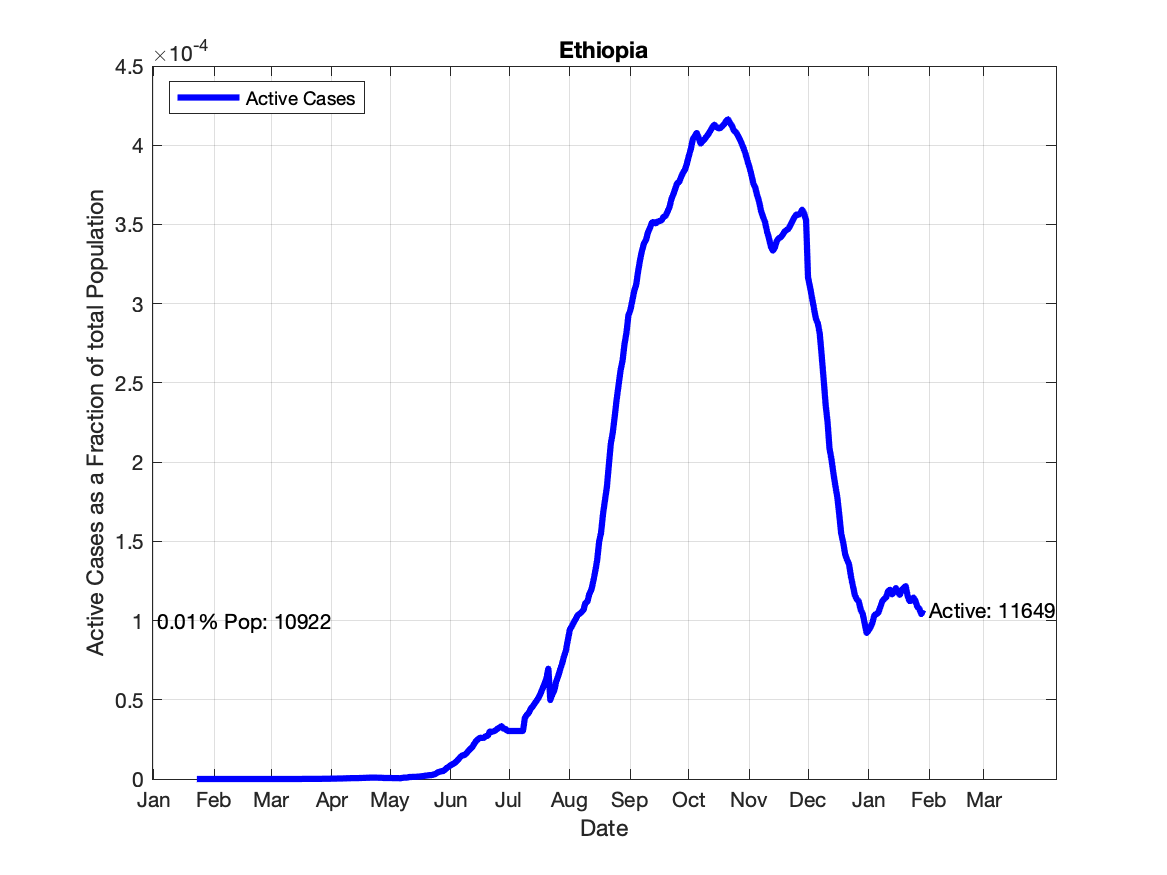 Ethiopia
×10-4
4.5
4
3.5
3
2.5
2
1.5
1
0.5
0
Active Cases
Active Cases as a Fraction of total Population
0.01% Pop: 10922
Active: 11649
Jan Feb Mar Apr May Jun Jul Aug Sep Oct Nov Dec Jan Feb Mar
Date